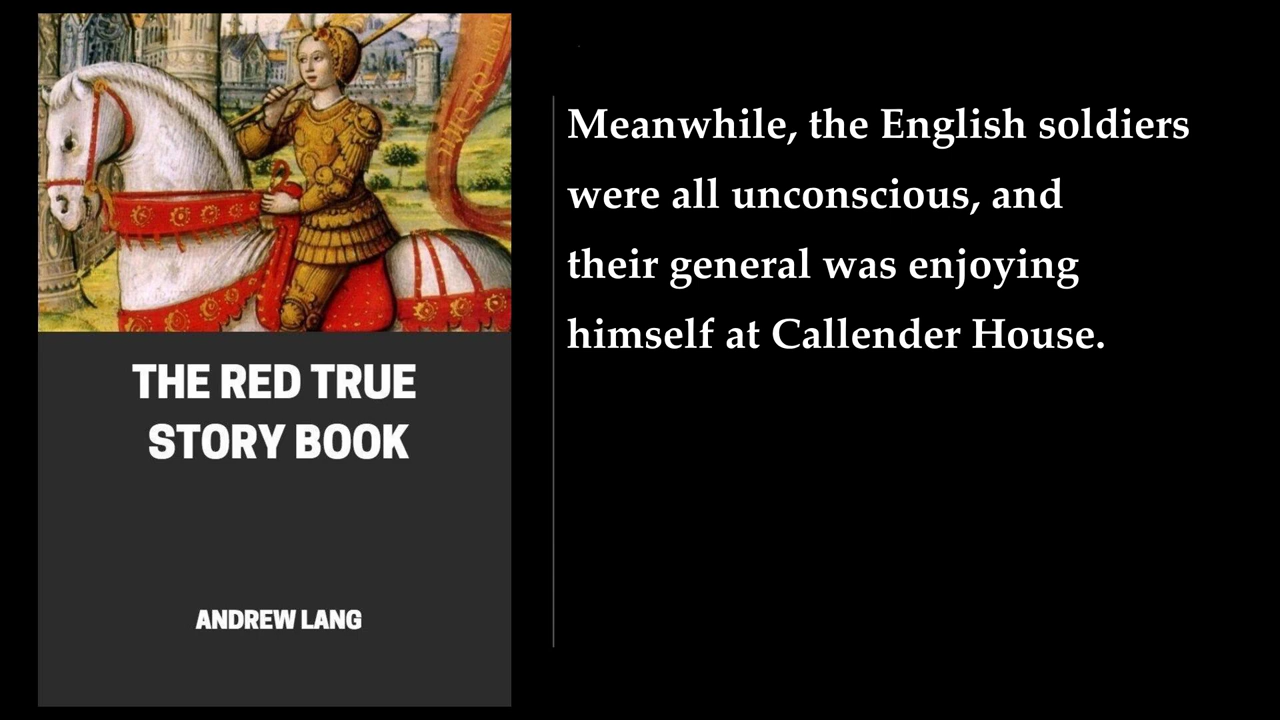 THE RED TRUE
STORY BOOK
ANDREW LANG
Meanwhile, the English soldiers
were all unconscious, and
their general was enjoying
himself at Callender House.